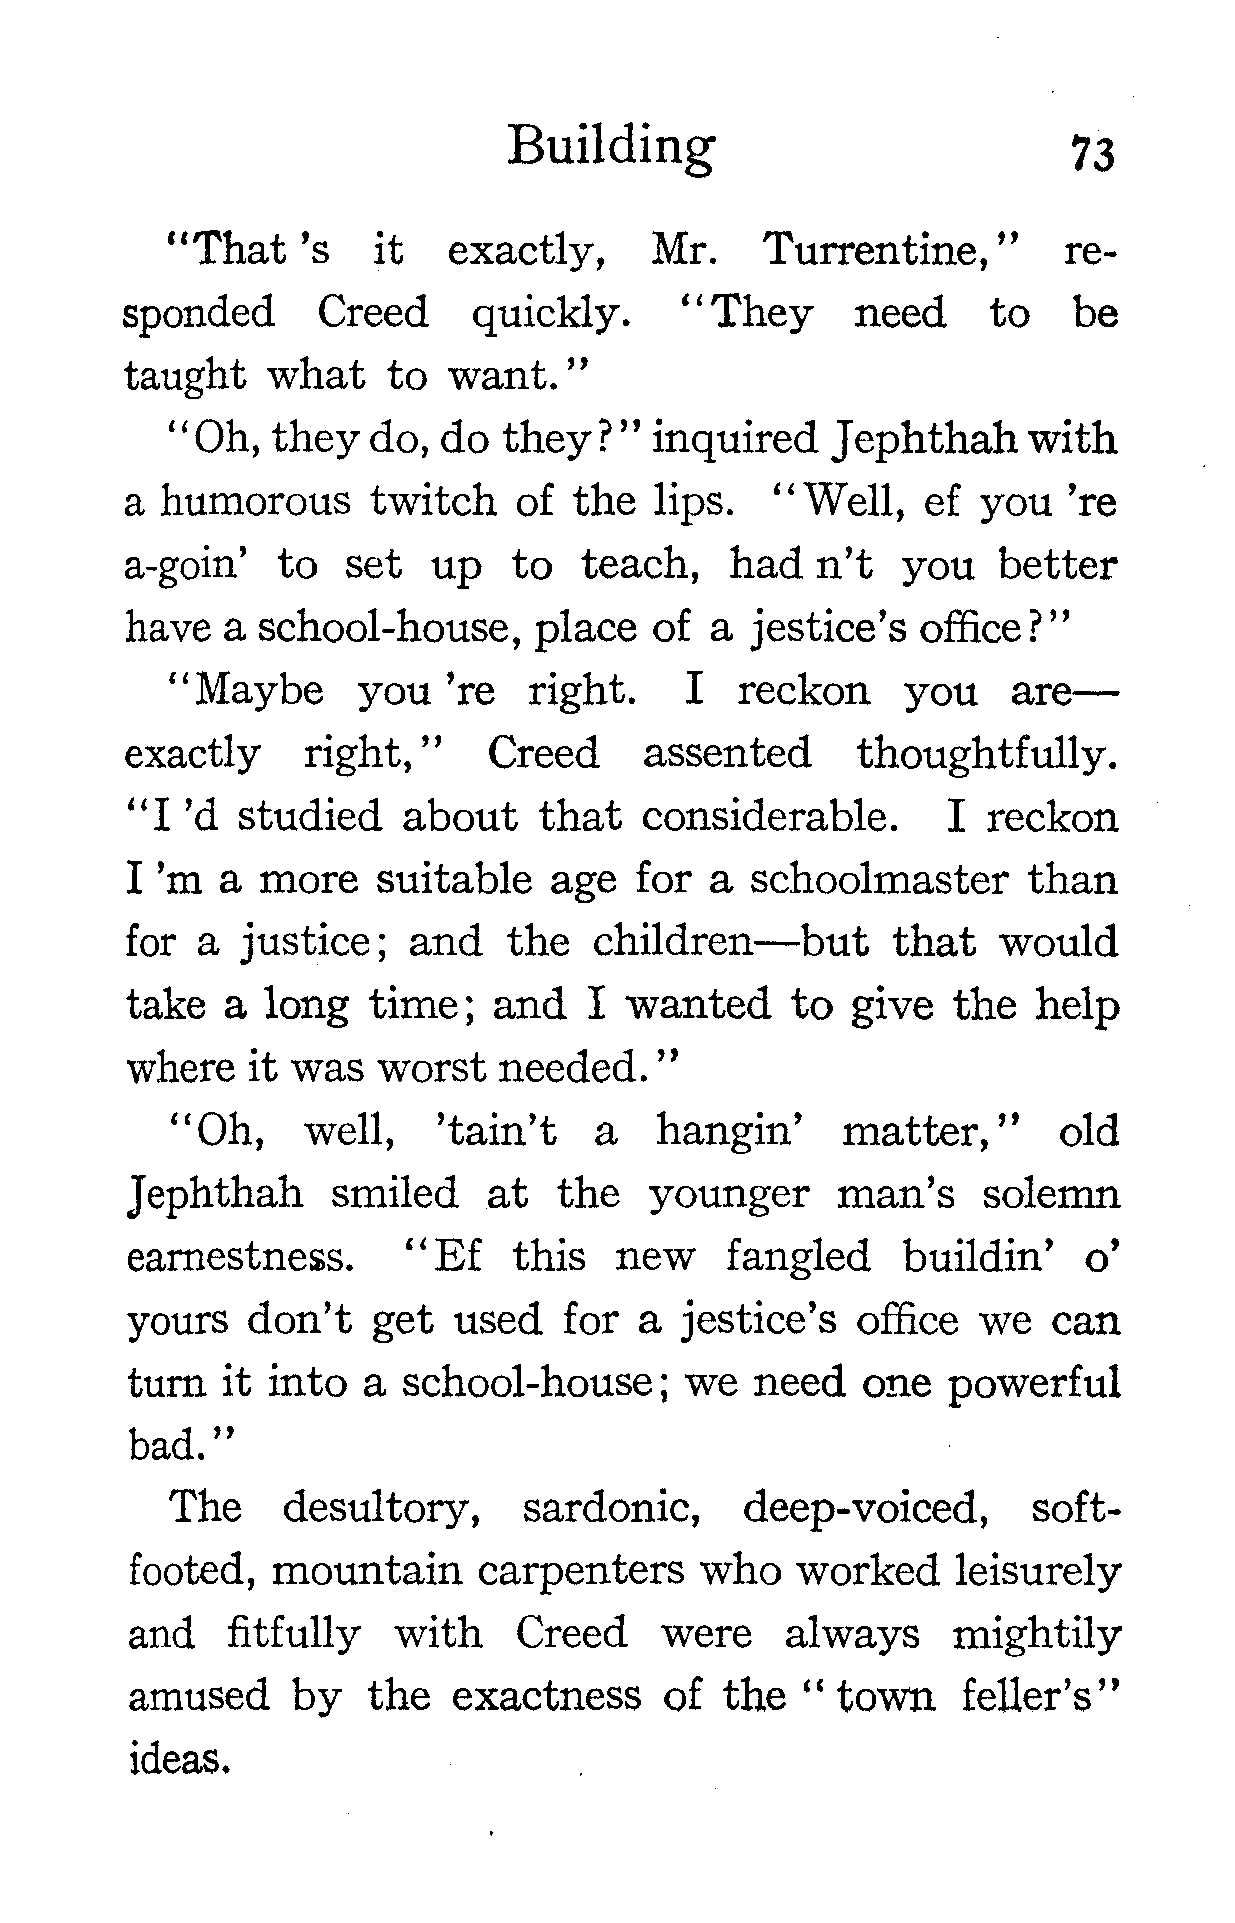 Building 73
"That 's it exactly, Mr. Turrentine," re-
sponded Creed quickly. "They need to be
taught what to want."
"Oh, they do, do they?" inquired Jephthah with
a humorous twitch of the lips. "Well, ef you 're
a-goin' to set up to teach, had n't you better
have a school-house, place of a jestice's office?"
"Maybe you 're right. I reckon you are—
exactly right," Creed assented thoughtfully.
"I 'd studied about that considerable. I reckon
I 'm a more suitable age for a schoolmaster than
for a justice; and the children—but that would
take a long time; and I wanted to give the help
where it was worst needed."
"Oh, well, 'tain't a hangin' matter," old
Jephthah smiled at the younger man's solemn
earnestness. "Ef this new fangled buildin' o'
yours don't get used for a jestice's office we can
turn it into a school-house; we need one powerful
bad."
The desultory, sardonic, deep-voiced, soft-
footed, mountain carpenters who worked leisurely
and fitfully with Creed were always mightily
amused by the exactness of the "town feller's"
ideas.